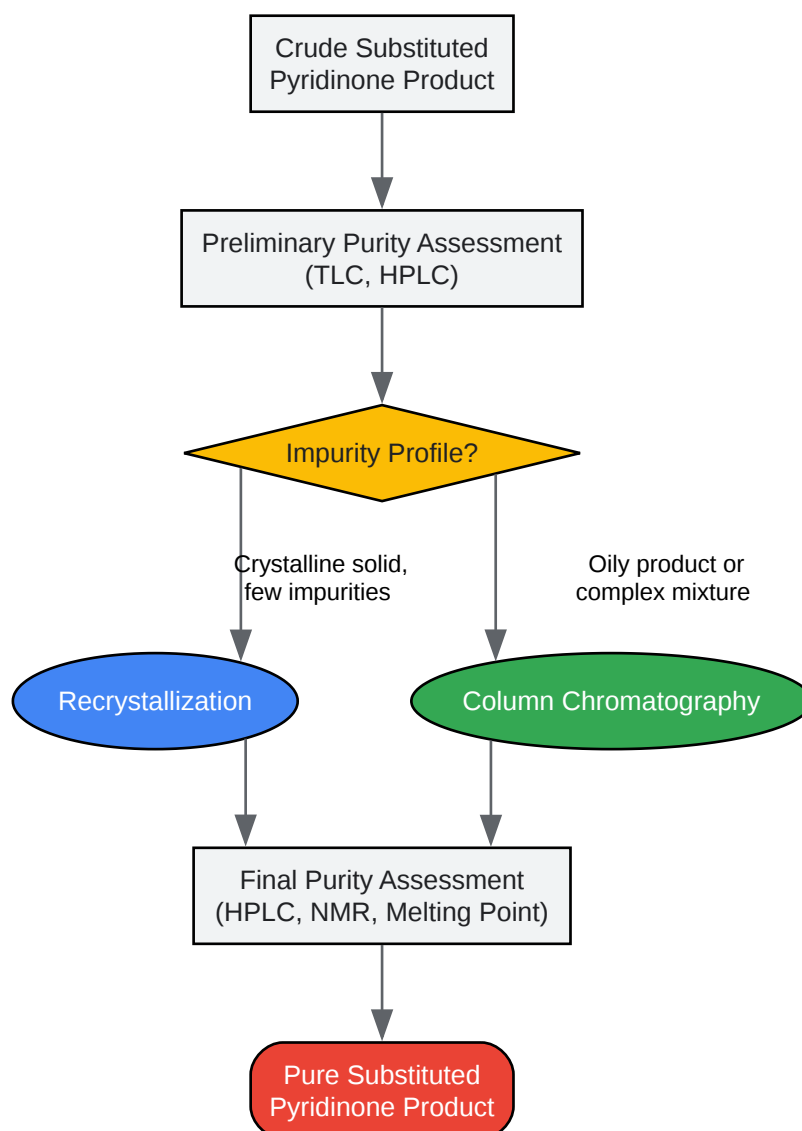 Crude Substituted
Pyridinone Product
Preliminary Purity Assessment
(TLC, HPLC)
Impurity Profile?
Crystalline solid,
few impurities
Oily product or
complex mixture
Recrystallization
Column Chromatography
Final Purity Assessment
(HPLC, NMR, Melting Point)
Pure Substituted
Pyridinone Product